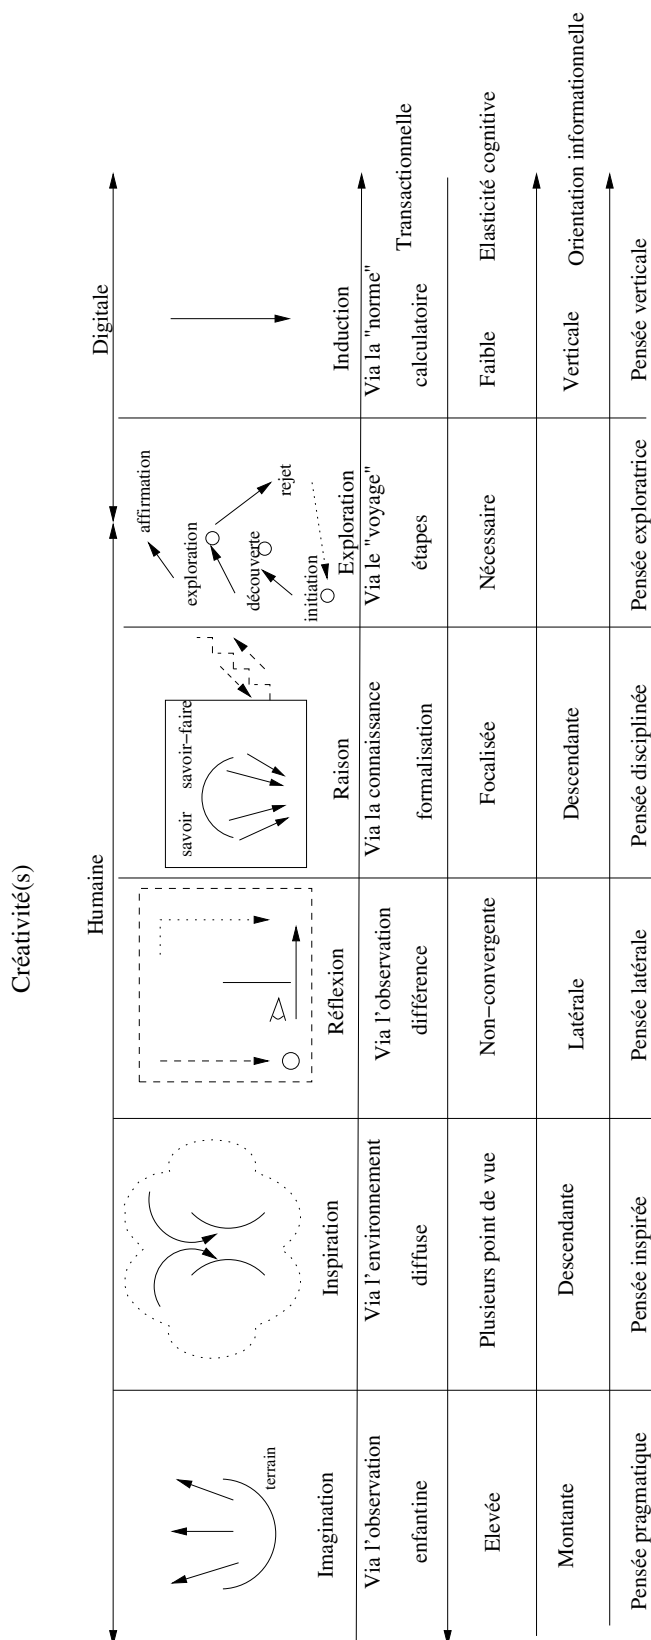 Créativité(s)
Humaine
Digitale
terrain
savoir
savoir-faire
initiation
découverte
exploration
affirmation
rejet
Imagination
Inspiration
Réflexion
Raison
Exploration
Induction
Via l'observation
Via l'environnement
Via l'observation
Via la connaissance
Via le "voyage"
Via la "norme"
enfantine
diffuse
différence
formalisation
étapes
calculatoire
Transactionnelle
Elevée
Plusieurs point de vue
Non-convergente
Focalisée
Nécessaire
Faible
Elasticité cognitive
Montante
Descendante
Latérale
Descendante
Verticale
Orientation informationnelle
Pensée pragmatique
Pensée inspirée
Pensée latérale
Pensée disciplinée
Pensée exploratrice
Pensée verticale